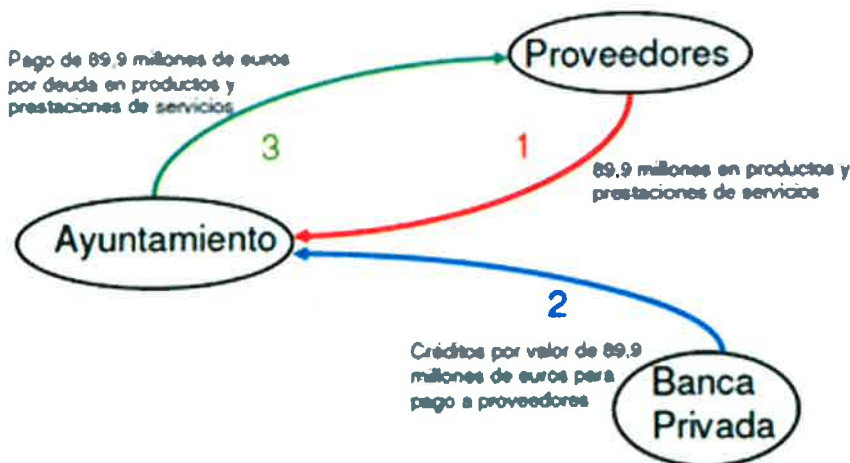 Pago de 89,9 millones de euros
por deuda en productos y
prestaciones de servicios
Proveedores
3
1
89,9 millones en productos y
prestaciones de servicios
Ayuntamiento
2
Créditos por valor de 89,9
millones de euros para
pago a proveedores
Banca
Privada